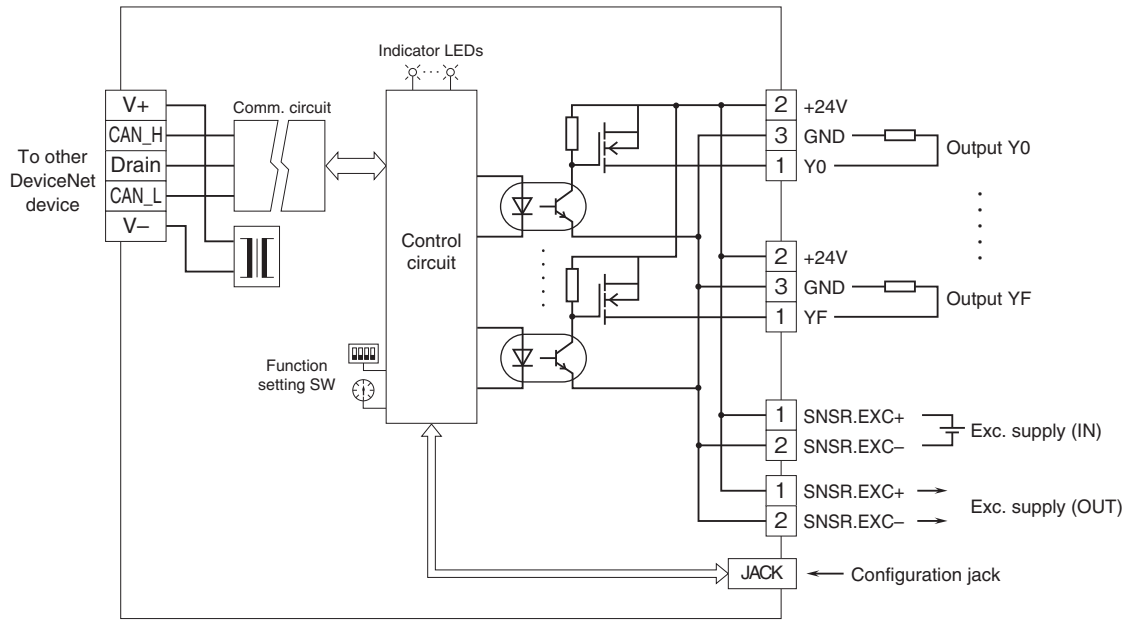 Indicator LEDs
V+
CAN_H
Drain
CAN_L
V–
To other
DeviceNet
device
Comm. circuit
Control
circuit
Function
setting SW
2 +24V
3 GND
1 Y0
Output Y0
2 +24V
3 GND
1 YF
Output YF
1 SNSR.EXC+
2 SNSR.EXC–
Exc. supply (IN)
1 SNSR.EXC+
2 SNSR.EXC–
Exc. supply (OUT)
JACK
Configuration jack